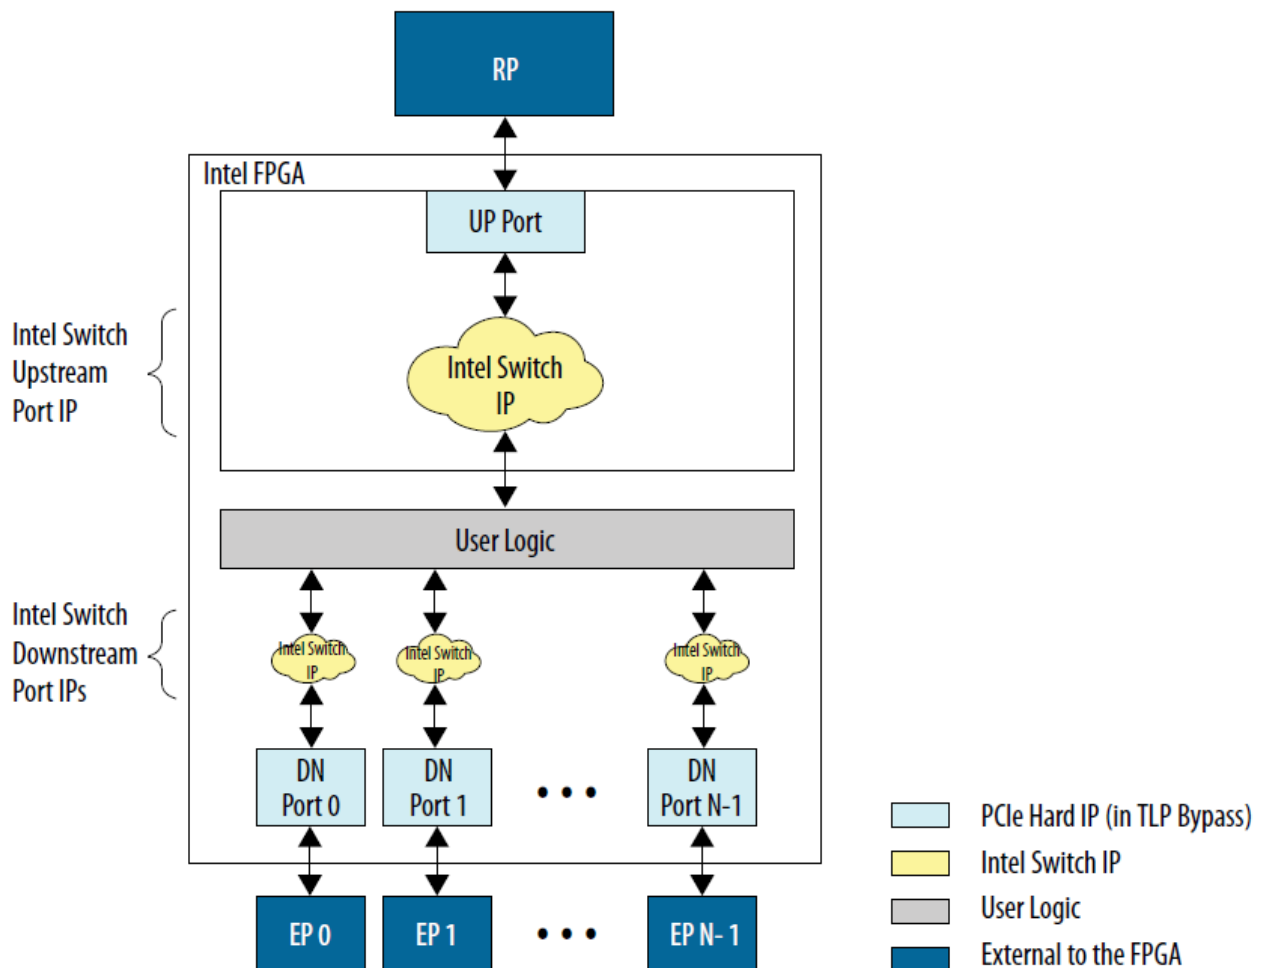 RP
Intel FPGA
UP Port
Intel Switch
IP
Intel Switch
Upstream
Port IP
User Logic
Intel Switch
Downstream
Port IPs
Intel Switch
IP
Intel Switch
IP
Intel Switch
IP
DN
Port 0
DN
Port 1
• • •
DN
Port N-1
EP 0
EP 1
• • •
EP N- 1
PCIe Hard IP (in TLP Bypass)
Intel Switch IP
User Logic
External to the FPGA